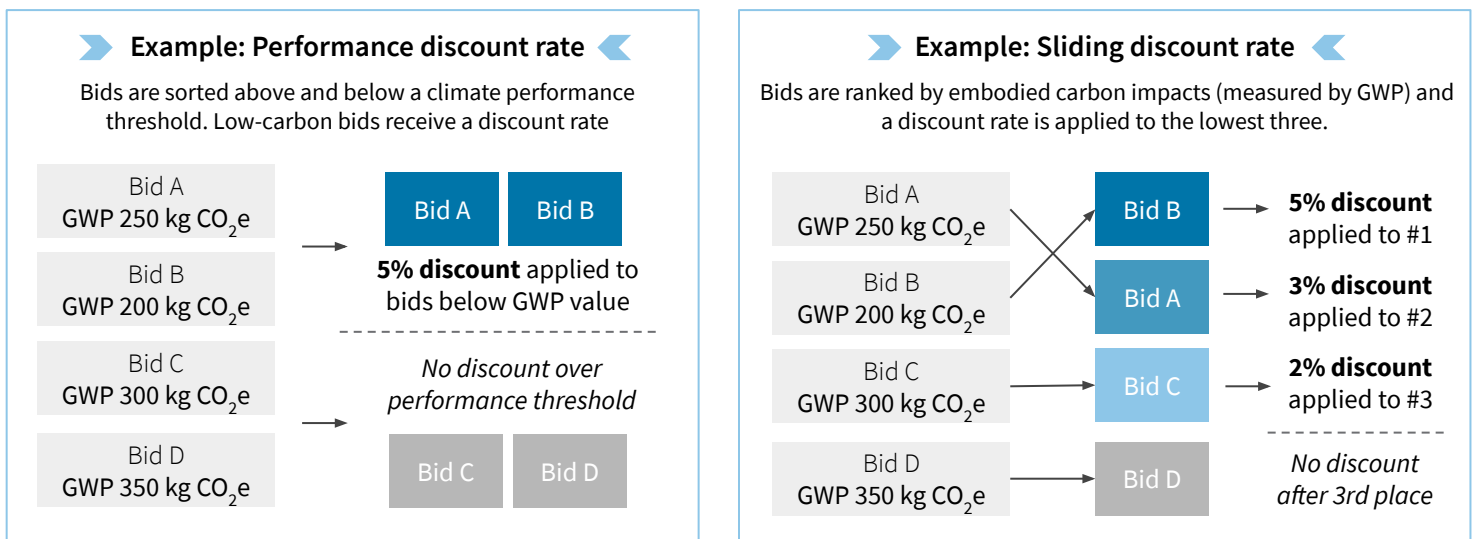 Example: Performance discount rate
Bids are sorted above and below a climate performance
threshold. Low-carbon bids receive a discount rate
Bid A
GWP 250 kg CO₂e
Bid B
GWP 200 kg CO₂e
Bid C
GWP 300 kg CO₂e
Bid D
GWP 350 kg CO₂e
Bid A
Bid B
5% discount applied to
bids below GWP value
No discount over
performance threshold
Bid C
Bid D
Example: Sliding discount rate
Bids are ranked by embodied carbon impacts (measured by GWP) and
a discount rate is applied to the lowest three.
Bid A
GWP 250 kg CO₂e
Bid B
GWP 200 kg CO₂e
Bid C
GWP 300 kg CO₂e
Bid D
GWP 350 kg CO₂e
Bid B
5% discount
applied to #1
Bid A
3% discount
applied to #2
Bid C
2% discount
applied to #3
Bid D
No discount
after 3rd place